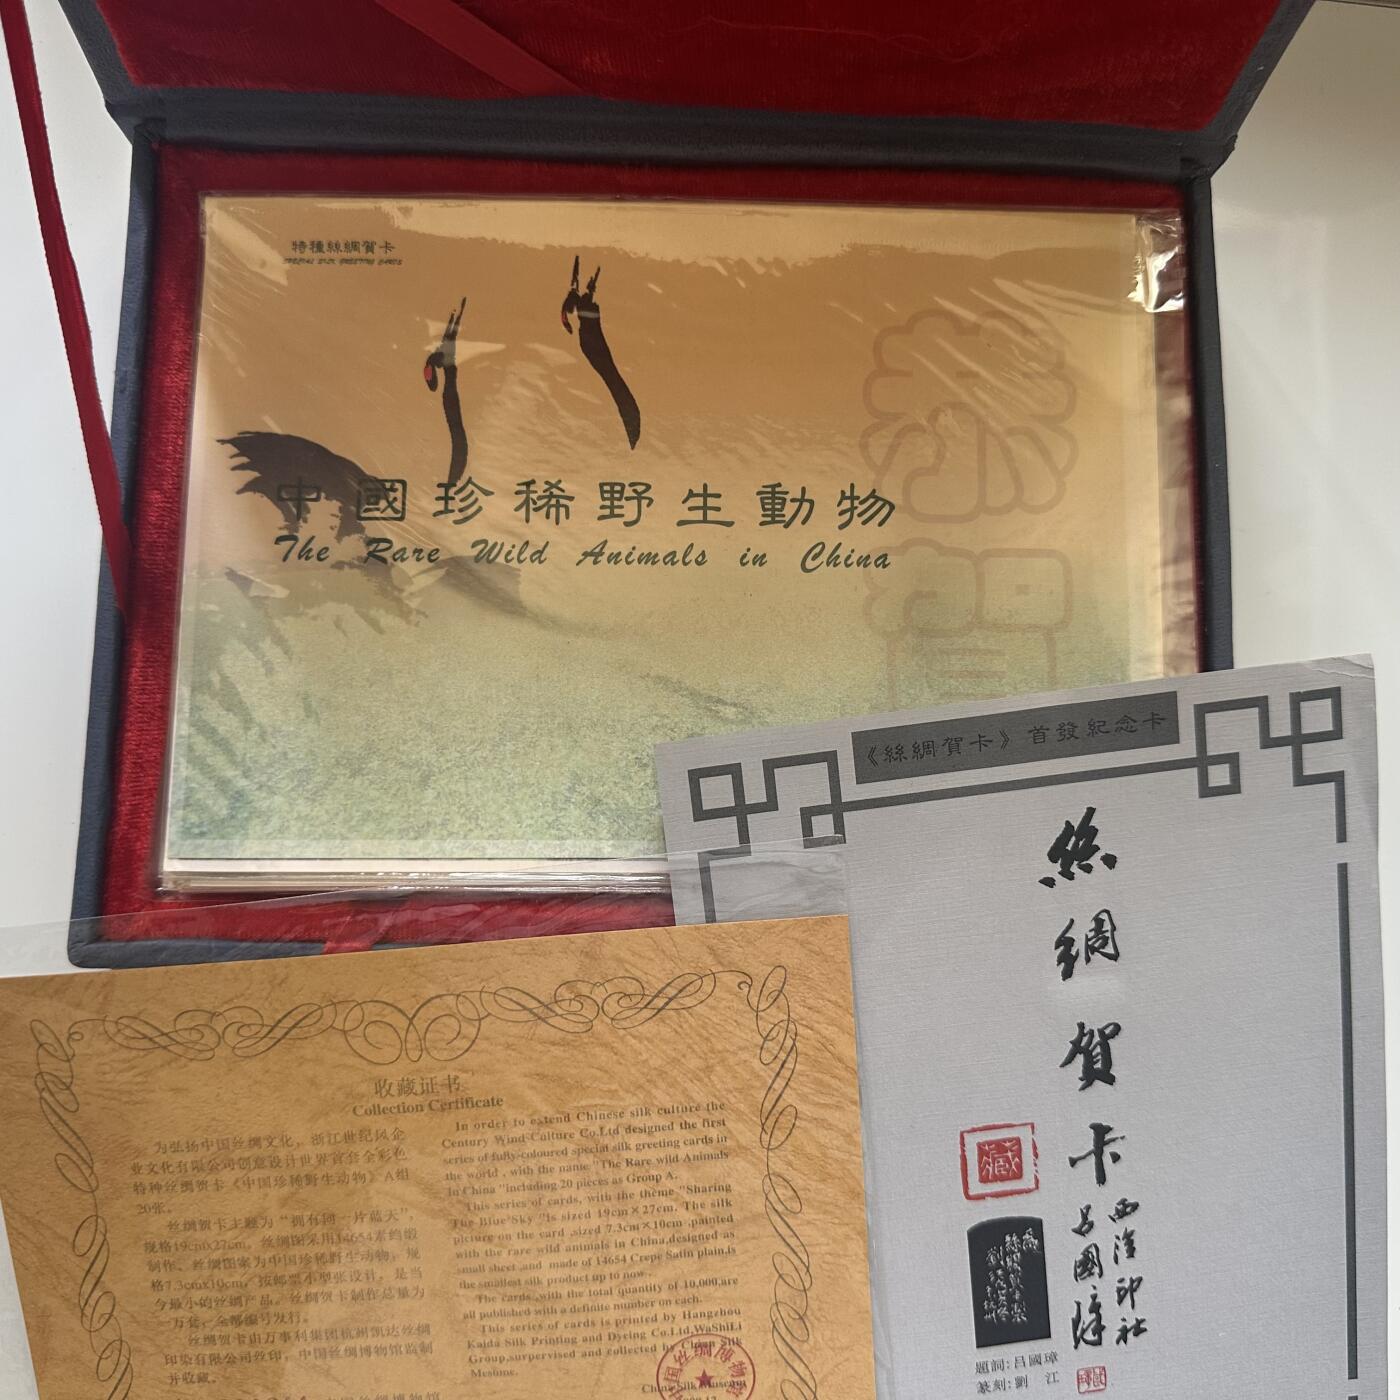 特種絲綢賀卡
SPECIAL SILK GREETING CARDS
恭賀
中國珍稀野生動物
The Rare Wild Animals in China
《絲綢賀卡》首發紀念卡
絲綢賀卡
西泠印社
呂國璋
藏
題詞:呂國璋
篆刻:劉 江
收藏证书
Collection Certificate
为弘扬中国丝绸文化，浙江世纪风企
业文化有限公司创意设计世界首套全彩色
特种丝绸贺卡《中国珍稀野生动物》A组
20张。
丝绸贺卡主题为“拥有同一片蓝天”，
规格19cmx27cm。丝绸图采用14654素绉缎
制作。丝绸图案为中国珍稀野生动物，规
格7.3cmx10cm，按邮票小型张设计，是当
今最小的丝绸产品。丝绸贺卡制作总量为
一万套，全部编号发行。
丝绸贺卡由万事利集团杭州凯达丝绸
印染有限公司丝印，中国丝绸博物馆监制
并收藏。
In order to extend Chinese silk culture the
Century Wind Culture Co.Ltd designed the first
series of fully-coloured special silk greeting cards in
the world , with the name "The Rare wild Animals
in China "including 20 pieces as Group A.
This series of cards, with the theme "Sharing
The Blue Sky "is sized 19cm×27cm. The silk
picture on the card ,sized 7.3cm×10cm ,painted
with the rare wild animals in China,designed as
small sheet ,and made of 14654 Crepe Satin plain,is
the smallest silk product up to now.
The cards ,with the total quantity of 10,000,are
all published with a definite number on each.
This series of cards is printed by Hangzhou
Kaida Silk Printing and Dyeing Co.Ltd,WaShiLi
Group,surpervised and collected by China Silk
Meseme.
China Silk Museum
中国丝绸博物馆